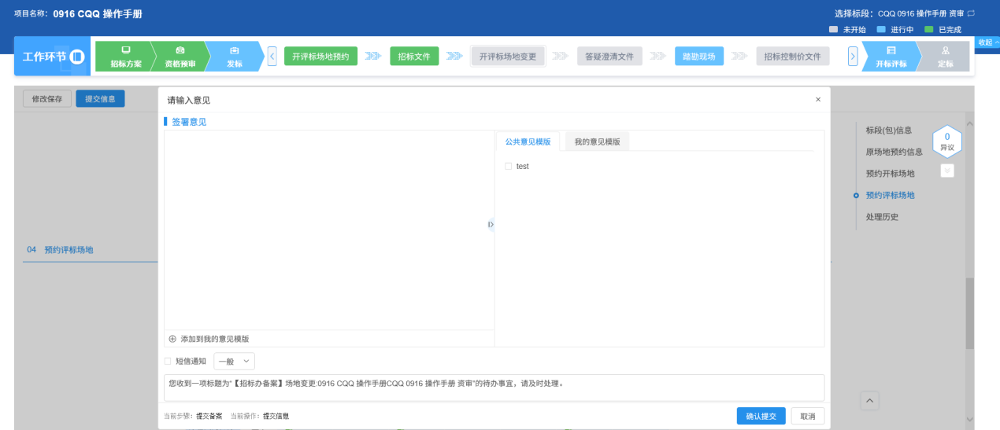 项目名称: 0916 CQQ 操作手册
选择标段: CQQ 0916 操作手册 资审
未开始 进行中 已完成
收起
工作环节
招标方案 资格预审 发标
开评标场地预约 招标文件 开评标场地变更 答疑澄清文件 踏勘现场 招标控制价文件
开标评标 定标
修改保存 提交信息
请输入意见 ×
签署意见
公共意见模版 我的意见模版
test
标段(包)信息
0
异议
原场地预约信息
预约开标场地
预约评标场地
处理历史
04 预约评标场地
添加到我的意见模版
短信通知 一般
您收到一项标题为“【招标办备案】场地变更:0916 CQQ 操作手册CQQ 0916 操作手册 资审”的待办事宜，请及时处理。
当前步骤: 提交备案 当前操作: 提交信息
确认提交 取消